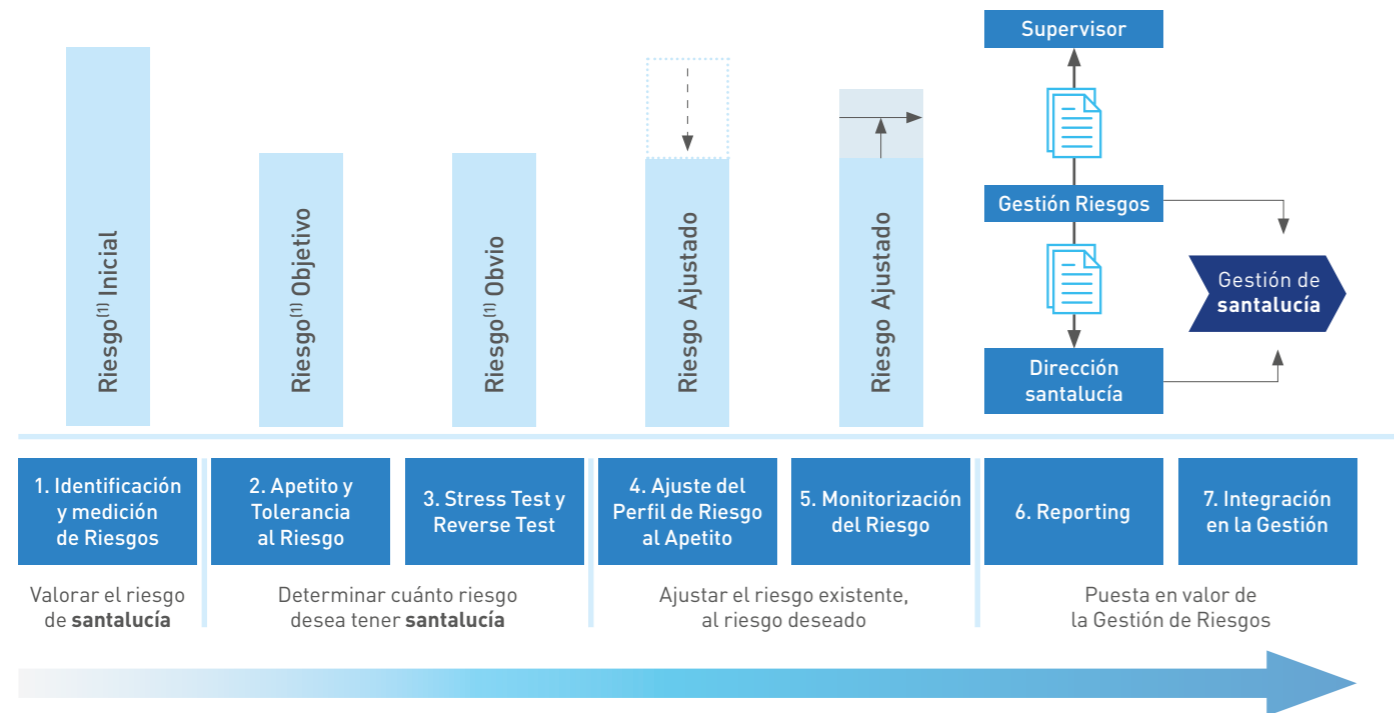 Riesgo(1) Inicial
Riesgo(1) Objetivo
Riesgo(1) Obvio
Riesgo Ajustado
Riesgo Ajustado
Supervisor
Gestión Riesgos
Gestión de
santalucía
Dirección
santalucía
1. Identificación
y medición
de Riesgos
2. Apetito y
Tolerancia
al Riesgo
3. Stress Test y
Reverse Test
4. Ajuste del
Perfil de Riesgo
al Apetito
5. Monitorización
del Riesgo
6. Reporting
7. Integración
en la Gestión
Valorar el riesgo
de santalucía
Determinar cuánto riesgo
desea tener santalucía
Ajustar el riesgo existente,
al riesgo deseado
Puesta en valor de
la Gestión de Riesgos